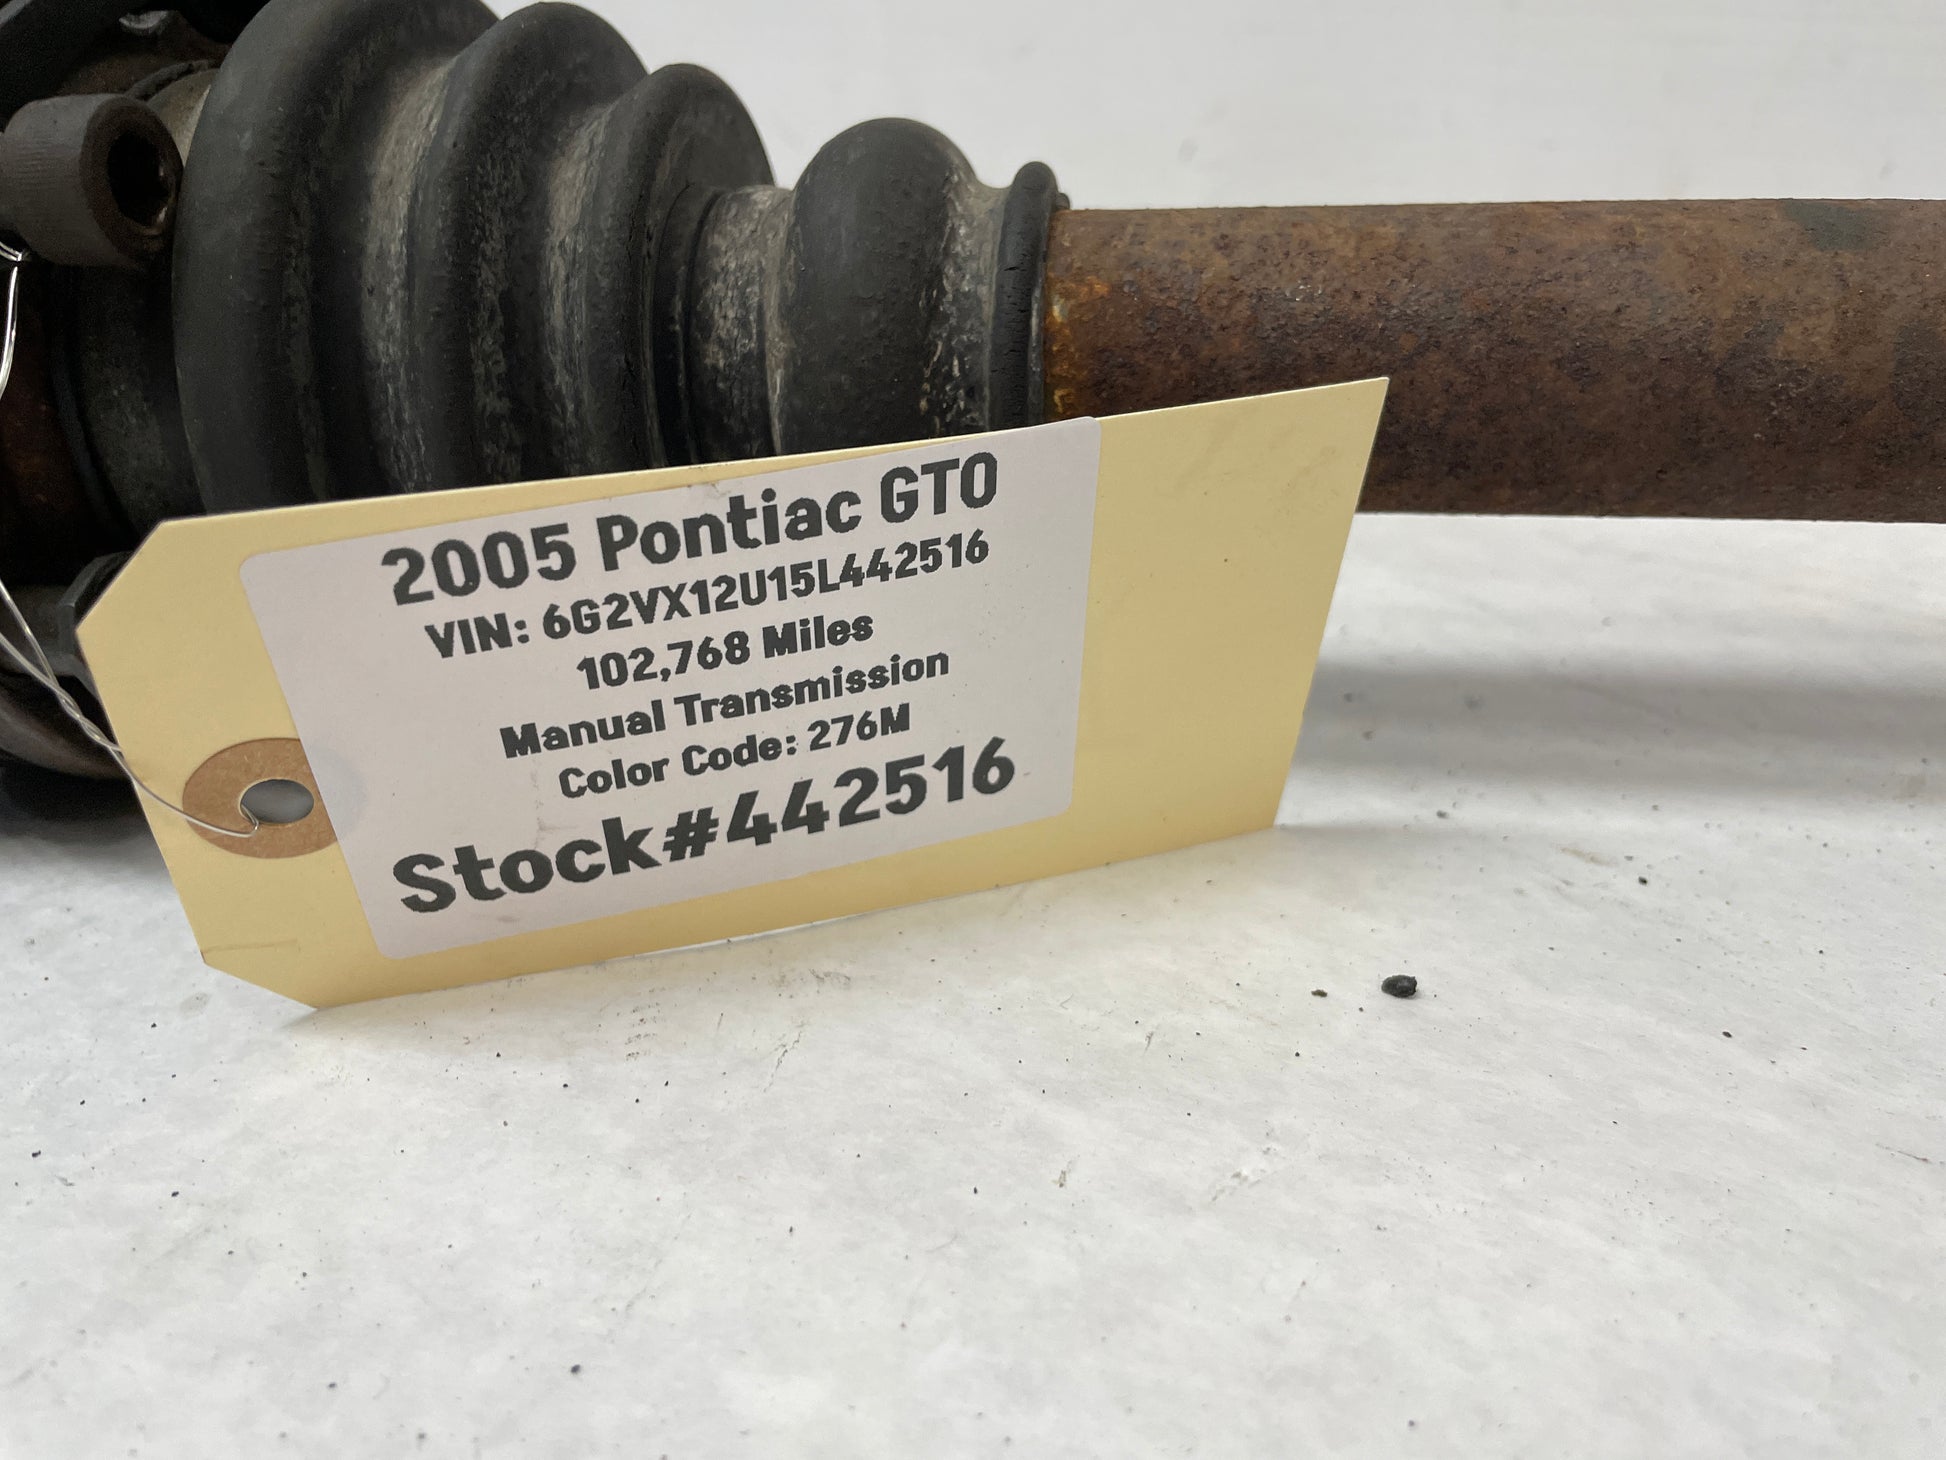 2005 Pontiac GTO
VIN: 6G2VX12U15L442516
102,768 Miles
Manual Transmission
Color Code: 276M
Stock#442516